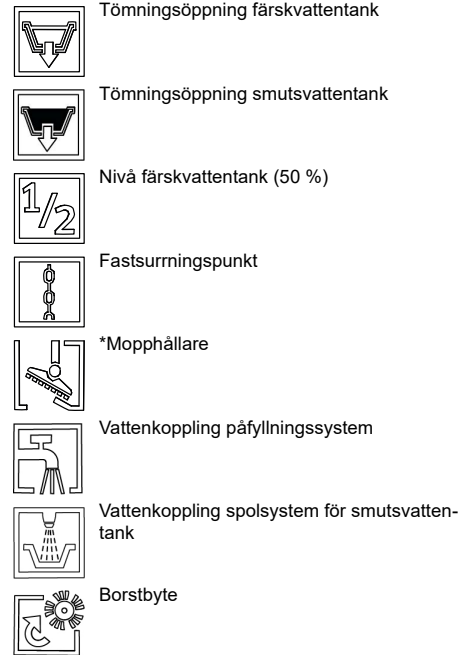 Tömningsöppning färskvattentank
Tömningsöppning smutsvattentank
1/2
Nivå färskvattentank (50 %)
Fastsurrningspunkt
*Mopphållare
Vattenkoppling påfyllningssystem
Vattenkoppling spolsystem för smutsvatten-
tank
Borstbyte